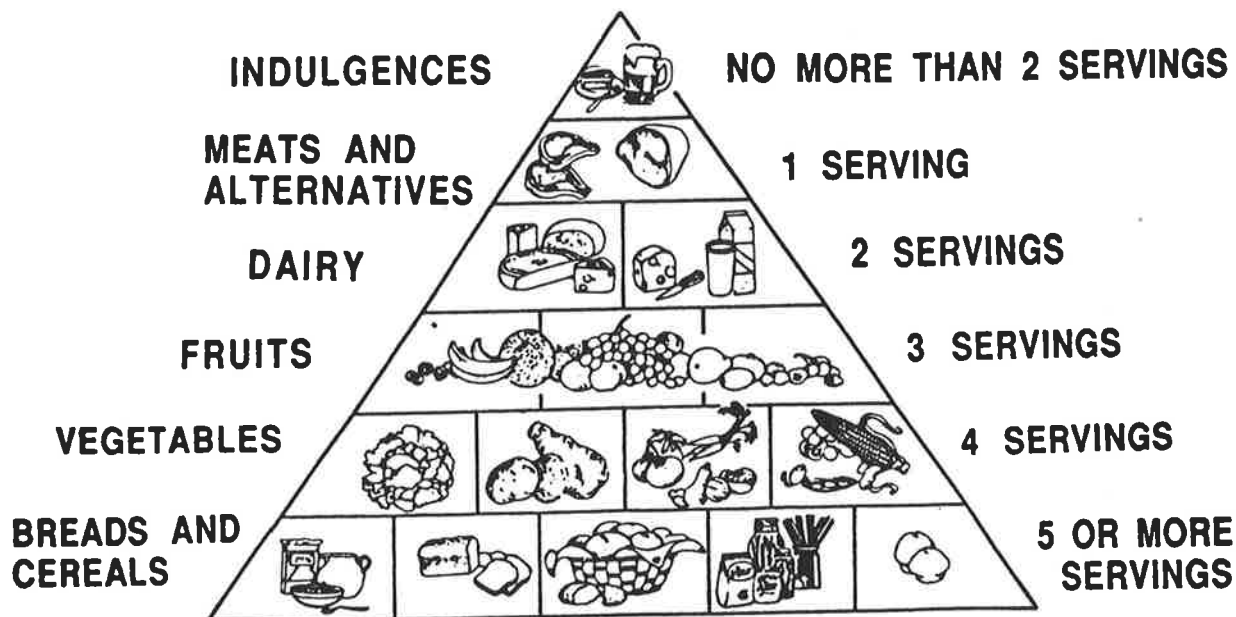 INDULGENCES
NO MORE THAN 2 SERVINGS
MEATS AND
ALTERNATIVES
1 SERVING
DAIRY
2 SERVINGS
FRUITS
3 SERVINGS
VEGETABLES
4 SERVINGS
BREADS AND
CEREALS
5 OR MORE
SERVINGS